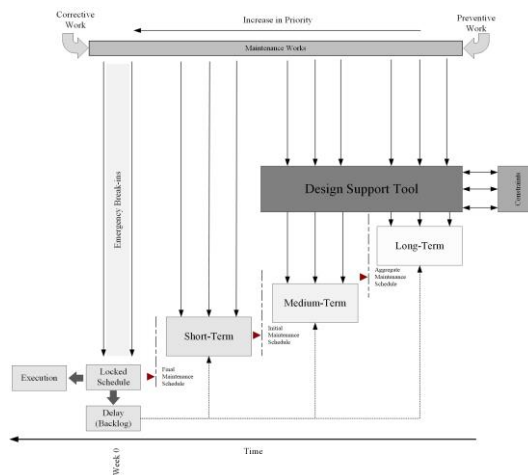 Corrective
Work
Increase in Priority
Preventive
Work
Maintenance Works
Emergency Break-ins
Design Support Tool
Constraints
Long-Term
Aggregate
Maintenance
Schedule
Medium-Term
Initial
Maintenance
Schedule
Short-Term
Final
Maintenance
Schedule
Execution
Locked
Schedule
Delay
(Backlog)
Week 0
Time